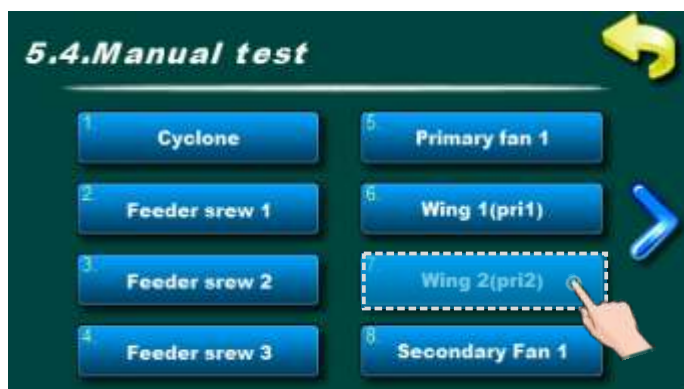 5.4.Manual test
1.
Cyclone
2.
Feeder srew 1
3.
Feeder srew 2
4.
Feeder srew 3
5.
Primary fan 1
6.
Wing 1(pri1)
7.
Wing 2(pri2)
8.
Secondary Fan 1